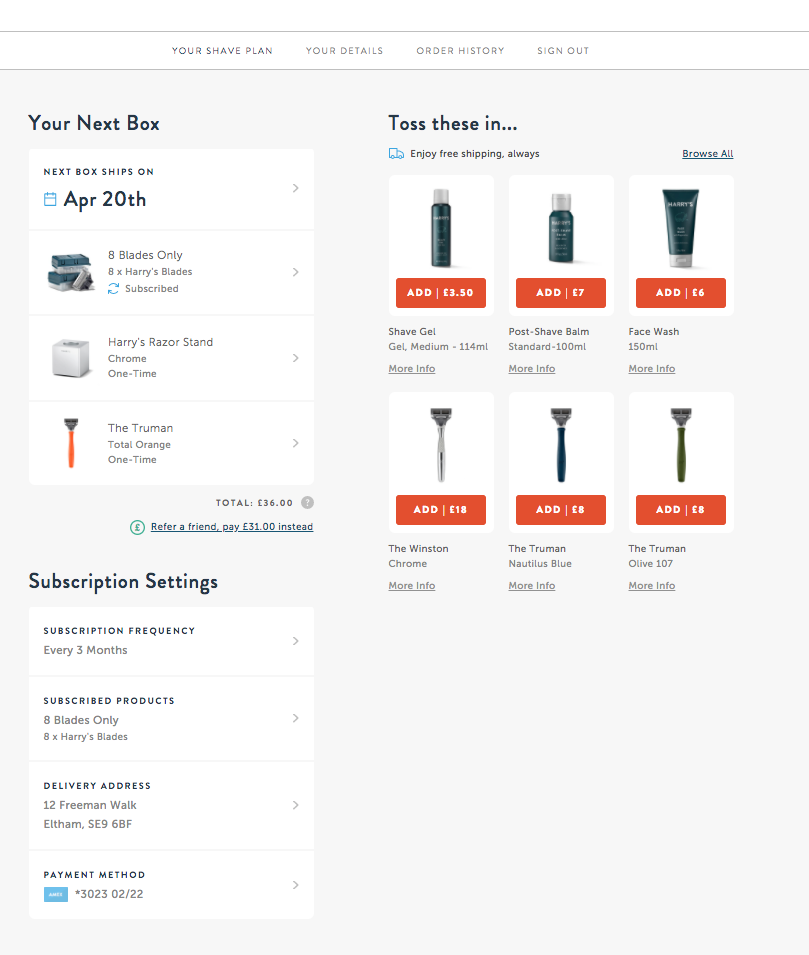 YOUR SHAVE PLAN
YOUR DETAILS
ORDER HISTORY
SIGN OUT
Your Next Box
NEXT BOX SHIPS ON
Apr 20th
8 Blades Only
8 x Harry's Blades
Subscribed
Harry's Razor Stand
Chrome
One-Time
The Truman
Total Orange
One-Time
TOTAL: £36.00 ?
£ Refer a friend, pay £31.00 instead
Subscription Settings
SUBSCRIPTION FREQUENCY
Every 3 Months
SUBSCRIBED PRODUCTS
8 Blades Only
8 x Harry's Blades
DELIVERY ADDRESS
12 Freeman Walk
Eltham, SE9 6BF
PAYMENT METHOD
AMEX *3023 02/22
Toss these in...
Enjoy free shipping, always
Browse All
HARRY'S
ADD | £3.50
Shave Gel
Gel, Medium - 114ml
More Info
HARRY'S
ADD | £7
Post-Shave Balm
Standard-100ml
More Info
HARRY'S
ADD | £6
Face Wash
150ml
More Info
ADD | £18
The Winston
Chrome
More Info
ADD | £8
The Truman
Nautilus Blue
More Info
ADD | £8
The Truman
Olive 107
More Info